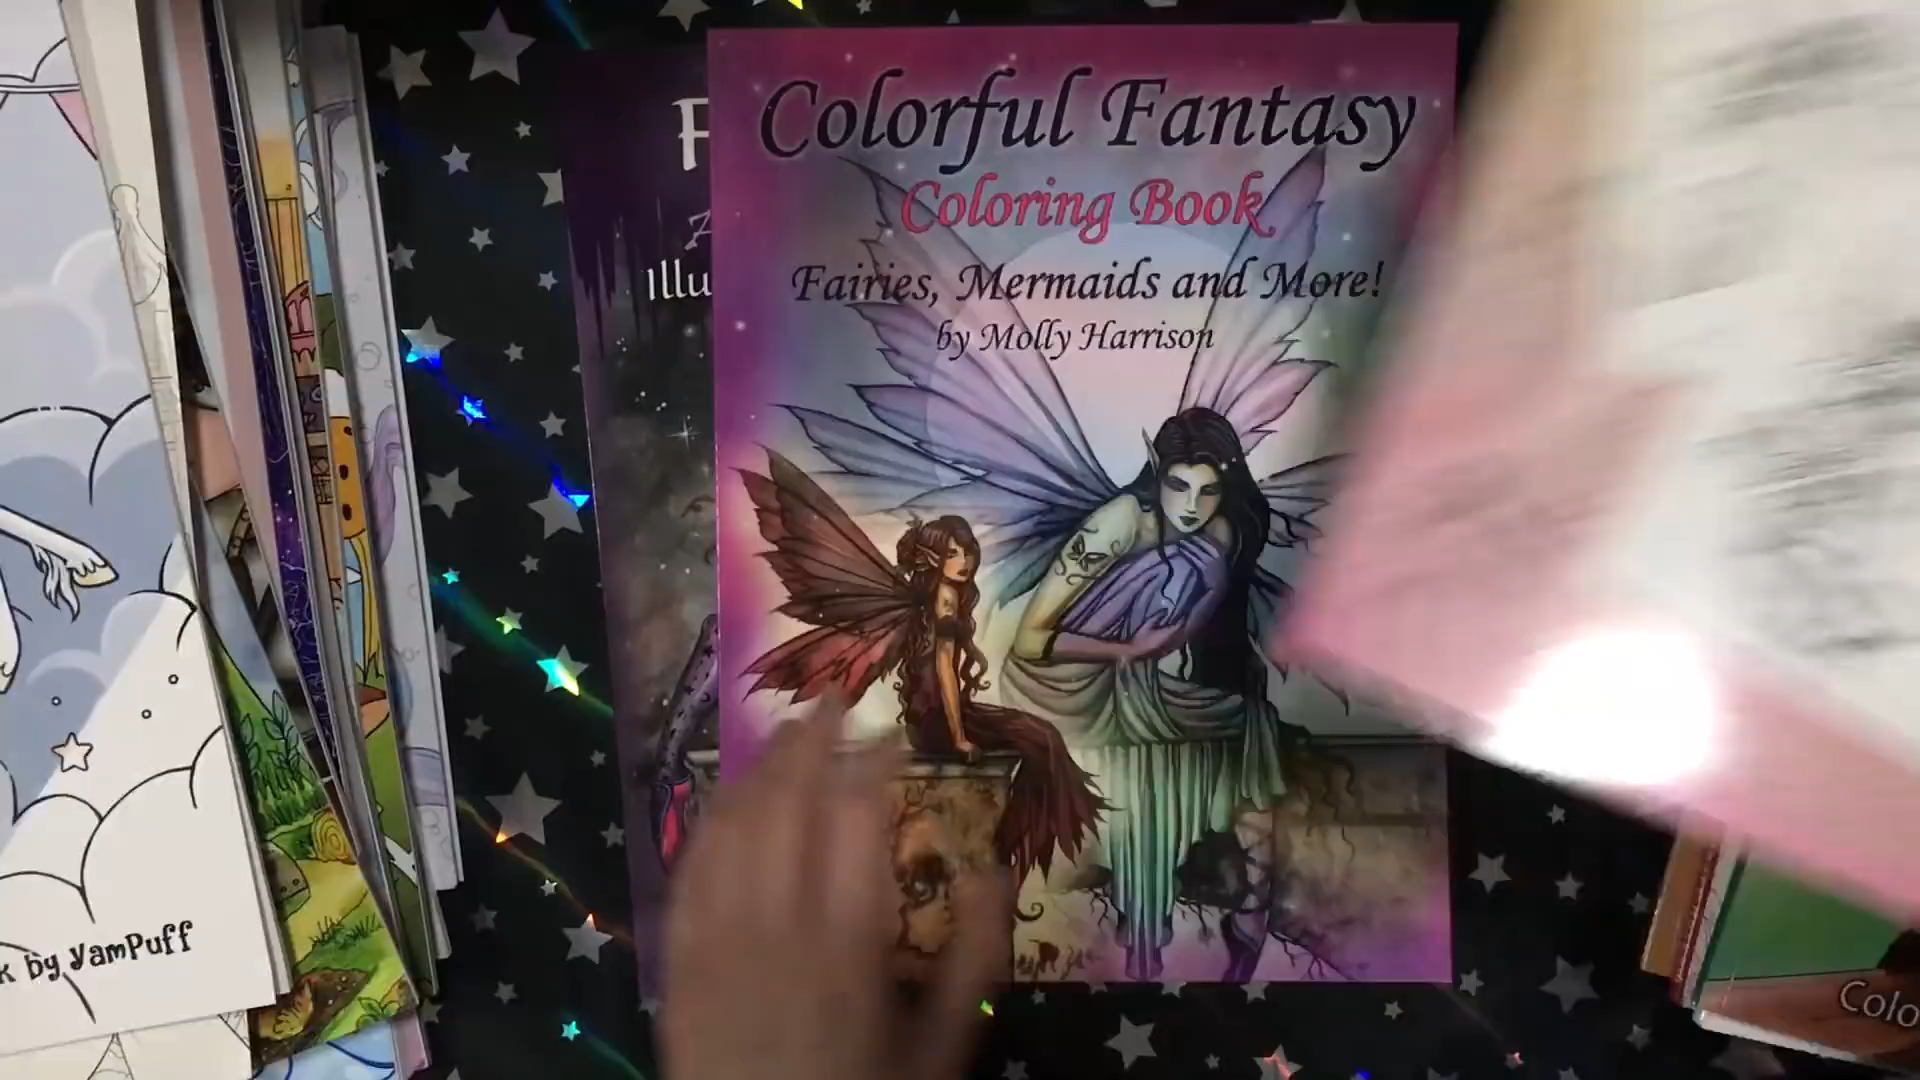 Colorful Fantasy
Coloring Book
Fairies, Mermaids and More!
by Molly Harrison
Illu
by YamPuff
Colo